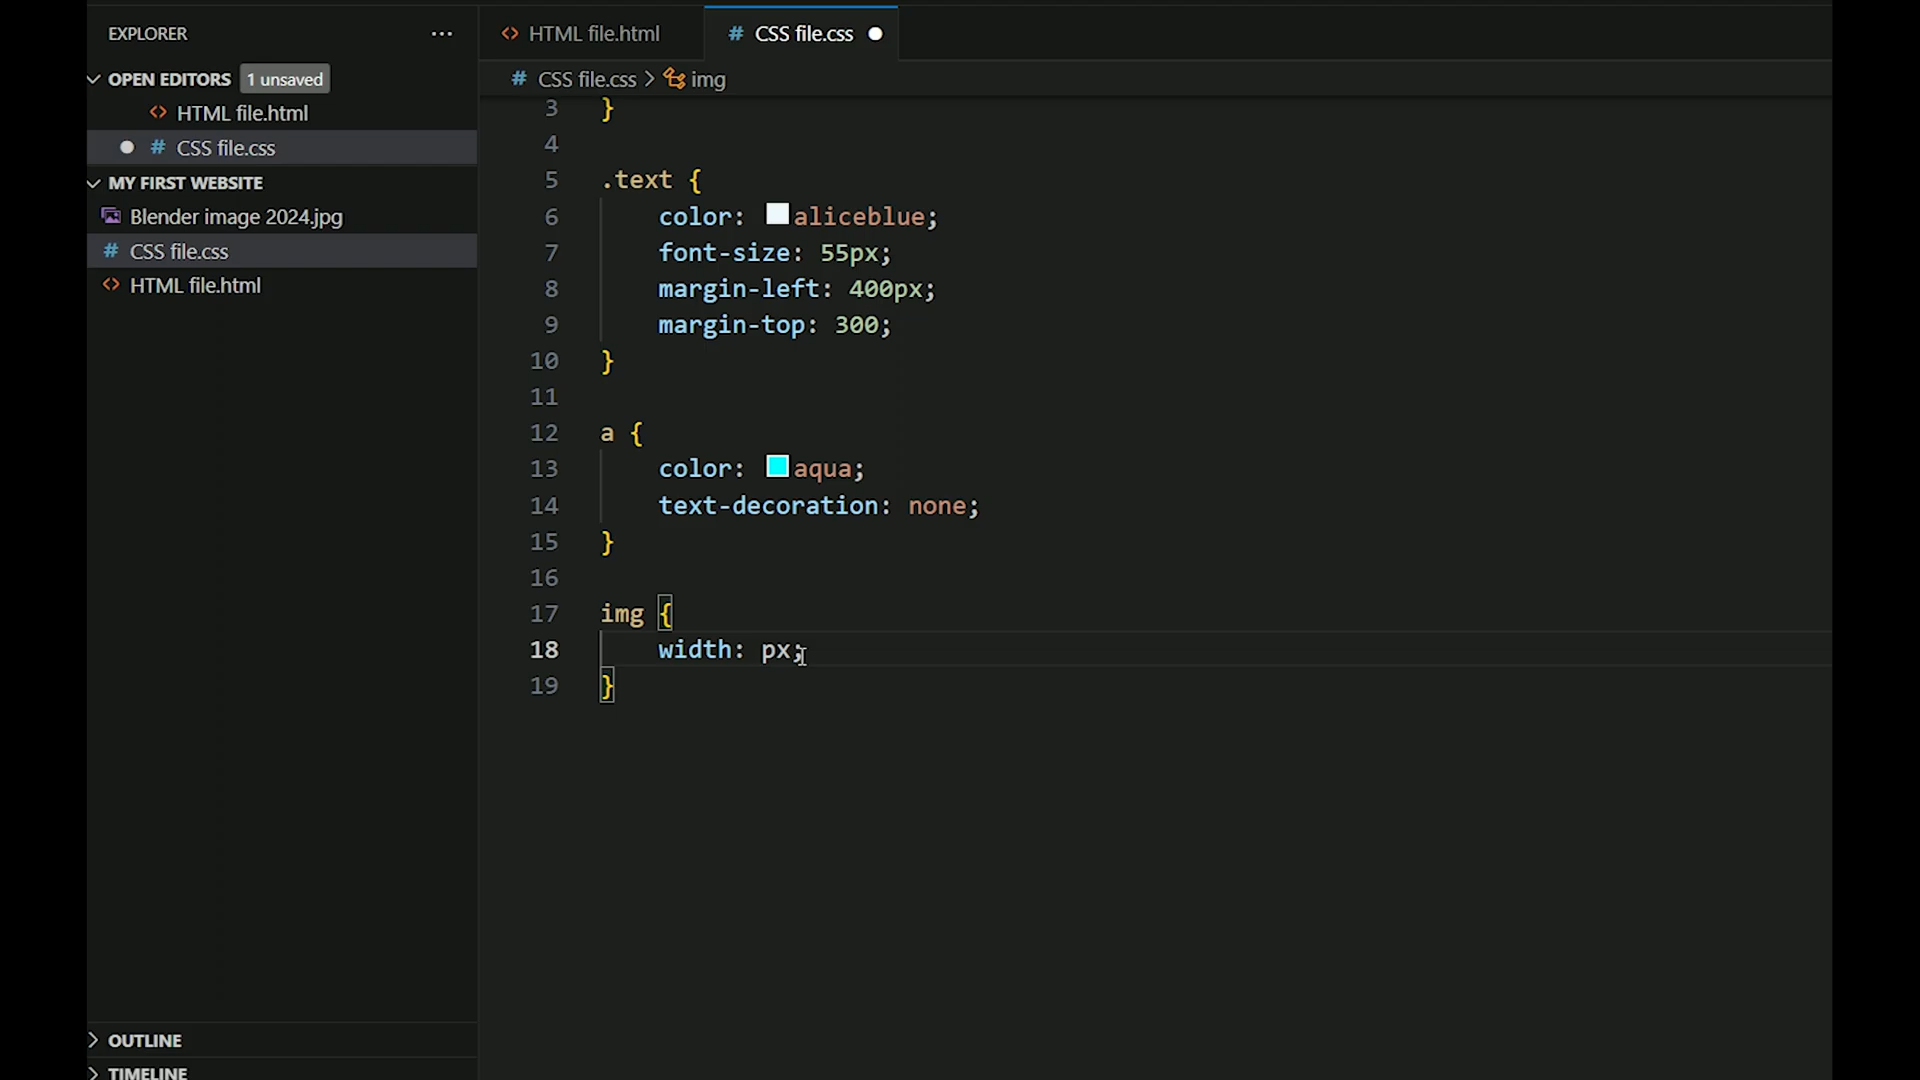 EXPLORER
OPEN EDITORS 1 unsaved
HTML file.html
CSS file.css
MY FIRST WEBSITE
Blender image 2024.jpg
CSS file.css
HTML file.html
OUTLINE
TIMELINE
HTML file.html
CSS file.css
CSS file.css > img
3 }
4
5 .text {
6 color: aliceblue;
7 font-size: 55px;
8 margin-left: 400px;
9 margin-top: 300;
10 }
11
12 a {
13 color: aqua;
14 text-decoration: none;
15 }
16
17 img {
18 width: px;
19 }